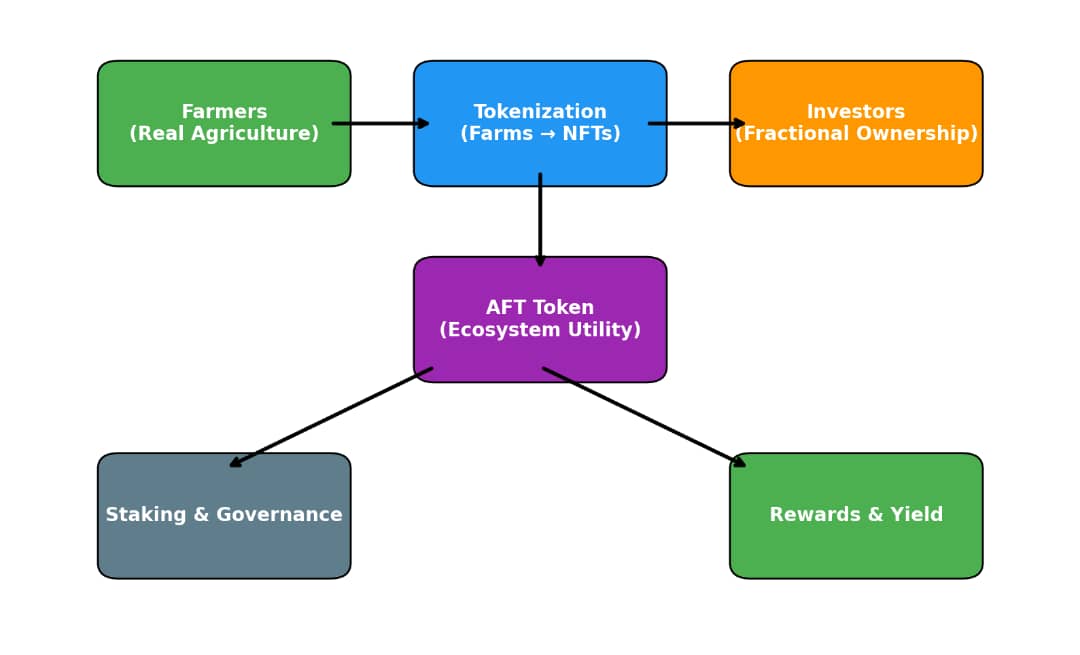 Farmers
(Real Agriculture)
Tokenization
(Farms → NFTs)
Investors
(Fractional Ownership)
AFT Token
(Ecosystem Utility)
Staking & Governance
Rewards & Yield